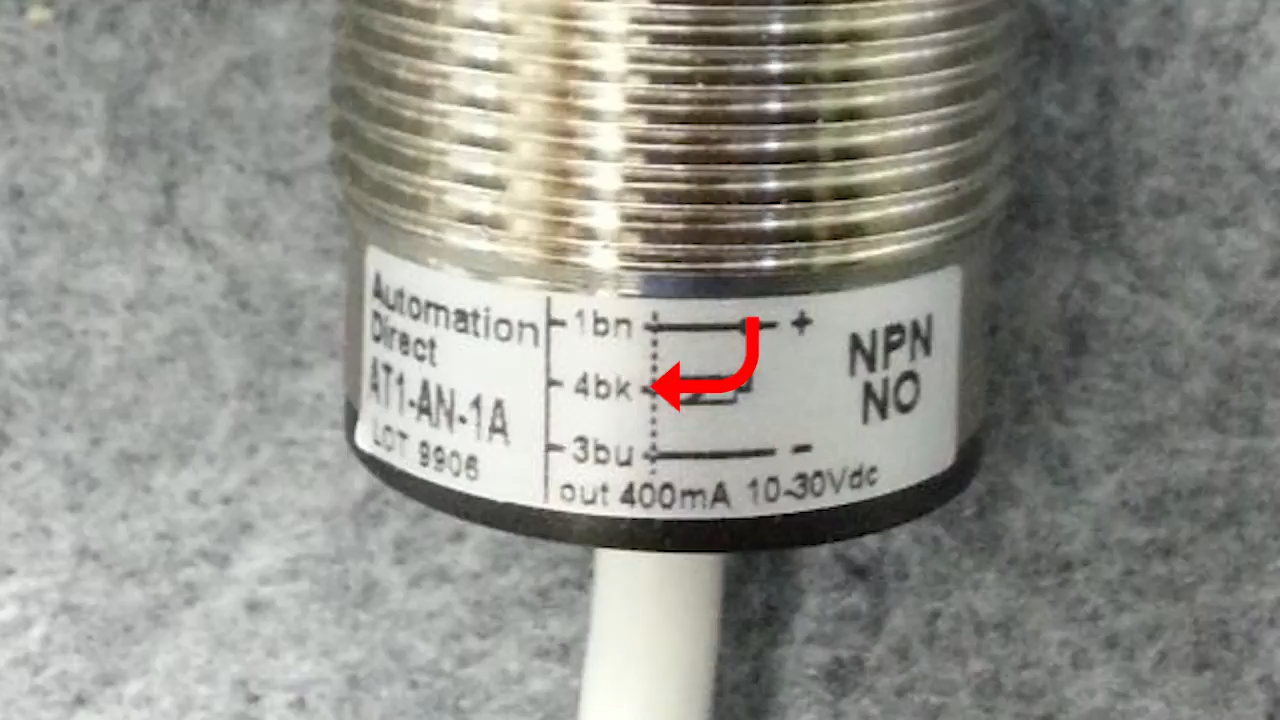 Automation
Direct
AT1-AN-1A
LOT 9906
1bn
+
4bk
3bu
-
out 400mA 10-30Vdc
NPN
NO